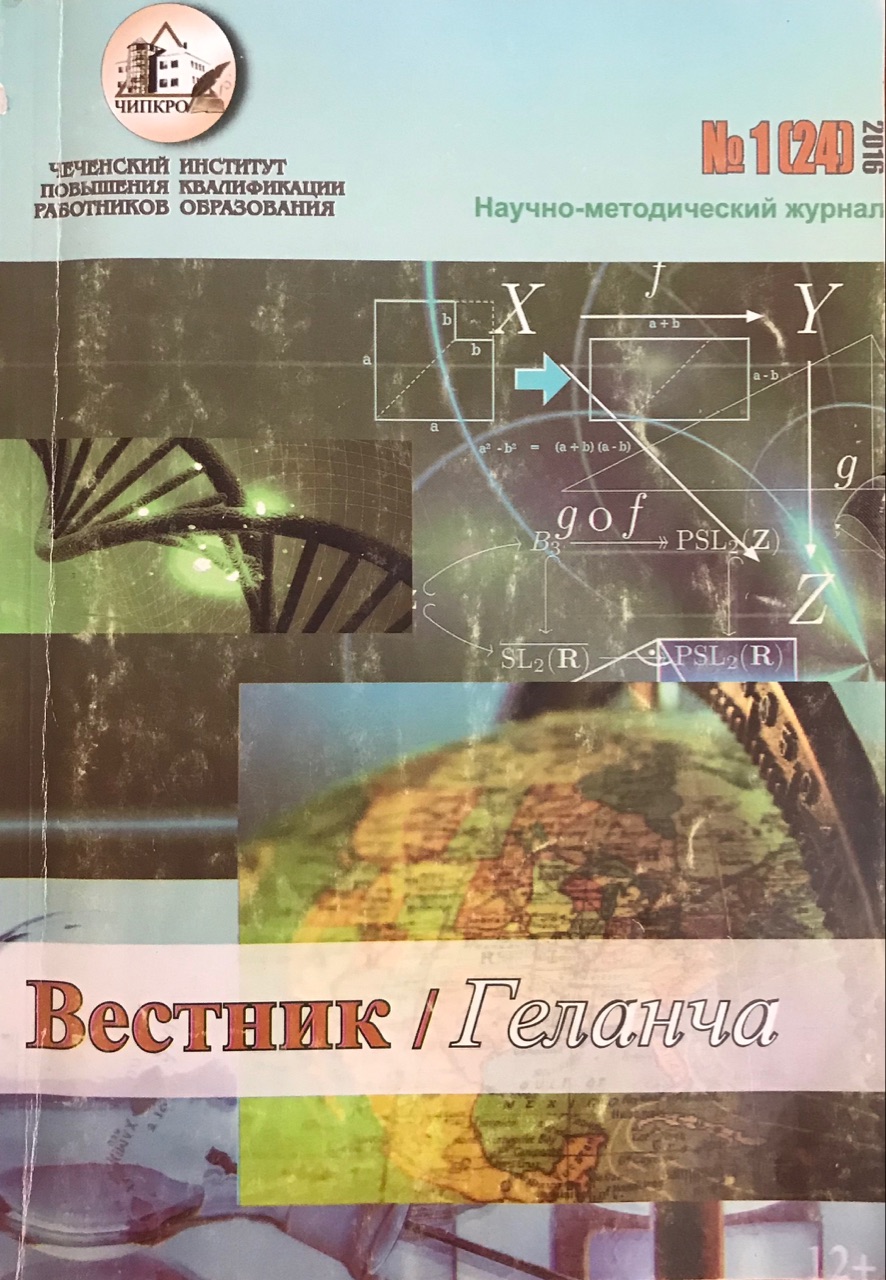 ЧИПКРО
ЧЕЧЕНСКИЙ ИНСТИТУТ
ПОВЫШЕНИЯ КВАЛИФИКАЦИИ
РАБОТНИКОВ ОБРАЗОВАНИЯ
№ 1 (24) 2016
Научно-методический журнал
X f Y
a + b
b
b
a
a - b
a
a² - b² = (a + b) (a - b)
g
g o f
B₃ PSL₂(Z)
Z
SL₂(R) PSL₂(R)
Вестник / Геланча
MEXIC
12+